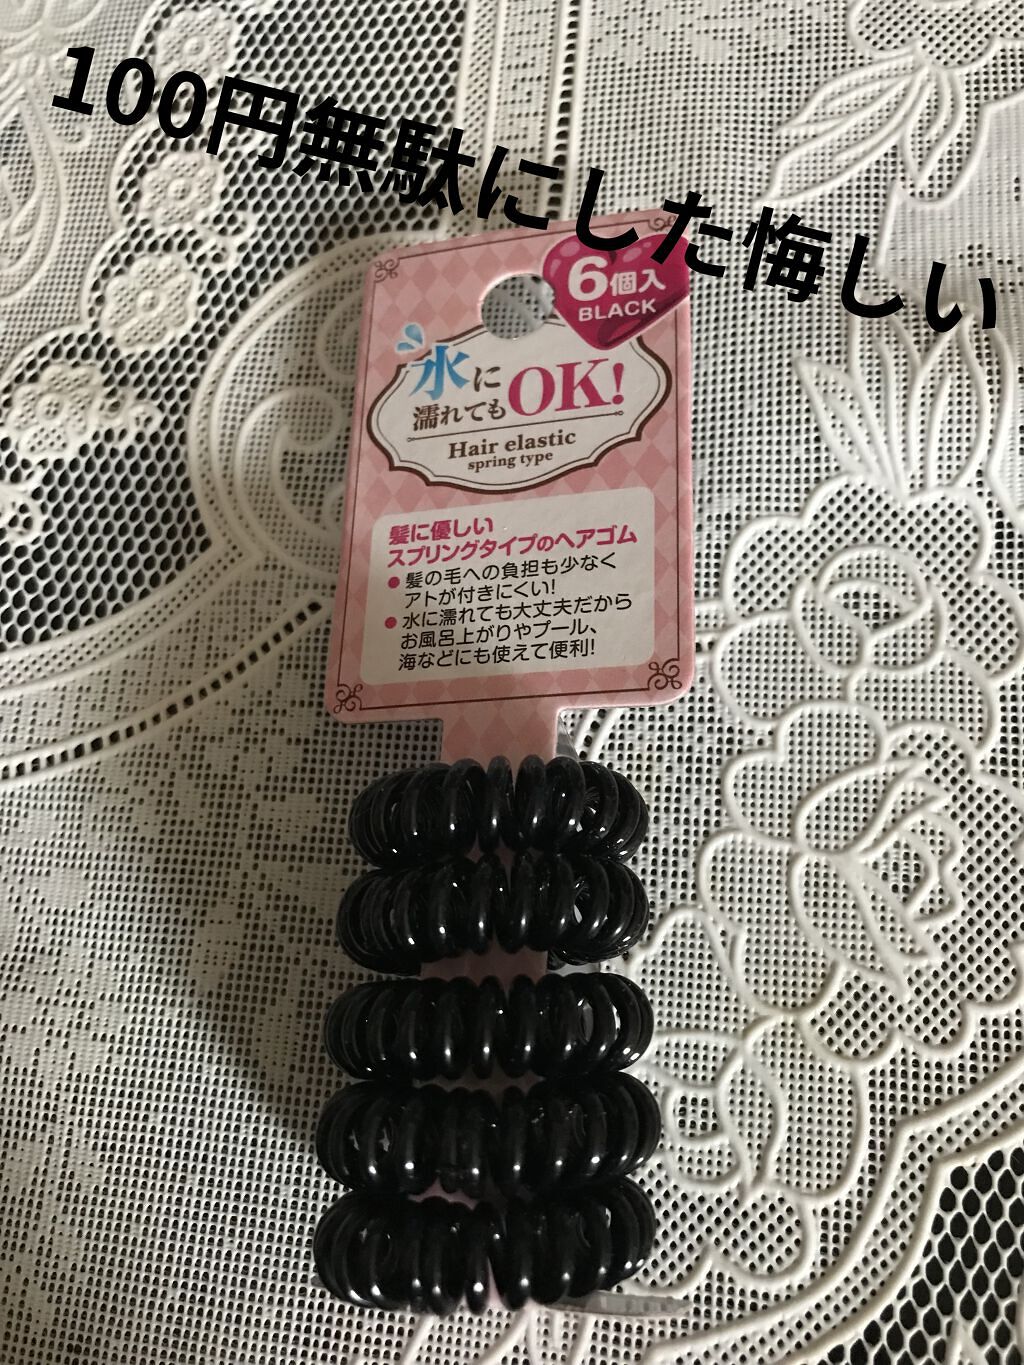 100円無駄にした悔しい
6個入
BLACK
水に
濡れてもOK!
Hair elastic
spring type
髪に優しい
スプリングタイプのヘアゴム
●髪の毛への負担も少なく
アトが付きにくい!
●水に濡れても大丈夫だから
お風呂上がりやプール、
海などにも使えて便利!